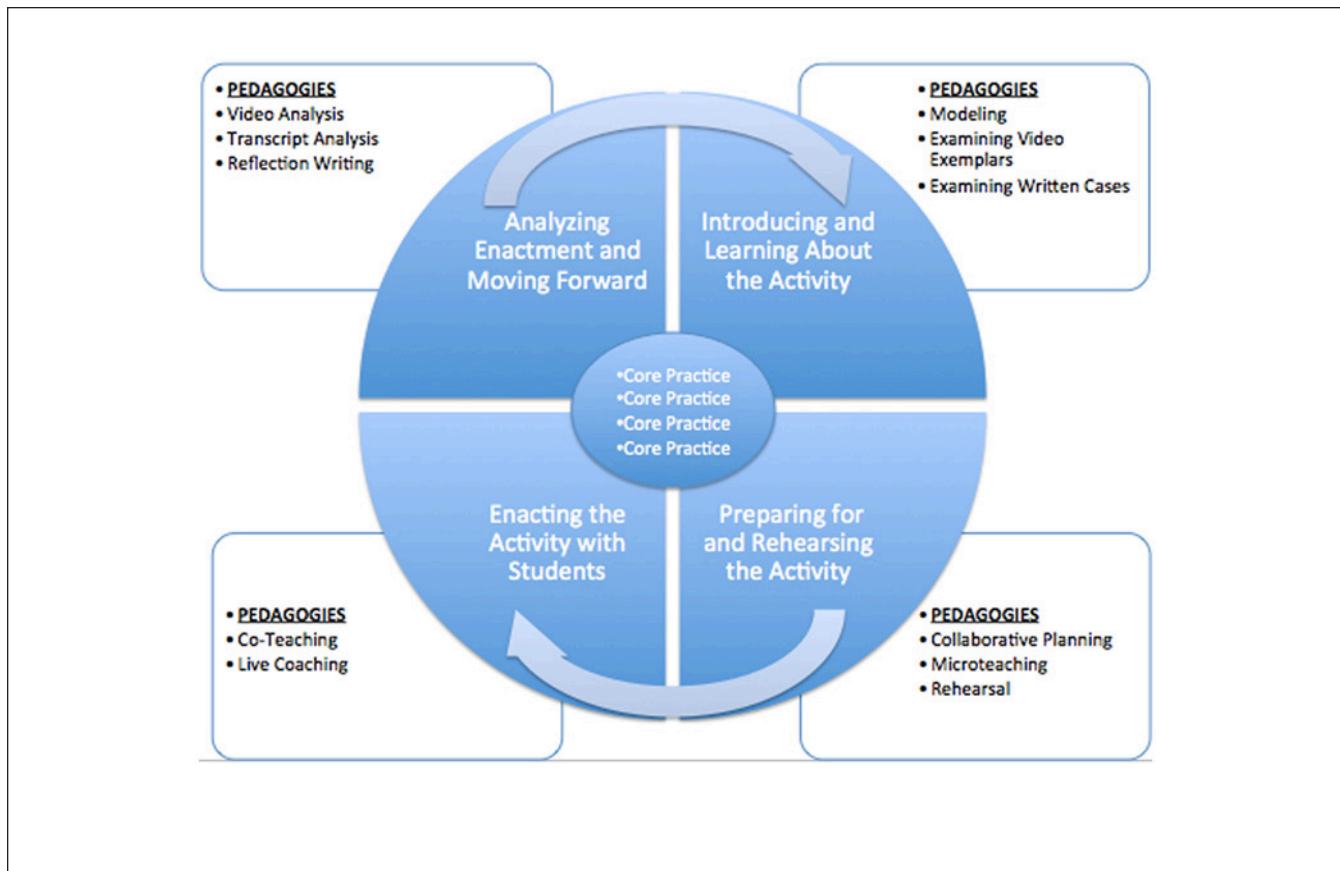 • PEDAGOGIES
• Video Analysis
• Transcript Analysis
• Reflection Writing
• PEDAGOGIES
• Modeling
• Examining Video
Exemplars
• Examining Written Cases
Analyzing
Enactment and
Moving Forward
Introducing and
Learning About
the Activity
•Core Practice
•Core Practice
•Core Practice
•Core Practice
Enacting the
Activity with
Students
Preparing for
and Rehearsing
the Activity
• PEDAGOGIES
• Co-Teaching
• Live Coaching
• PEDAGOGIES
• Collaborative Planning
• Microteaching
• Rehearsal